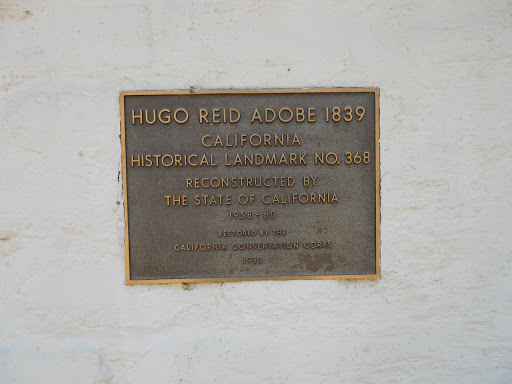 HUGO REID ADOBE 1839
CALIFORNIA
HISTORICAL LANDMARK NO. 368
RECONSTRUCTED BY
THE STATE OF CALIFORNIA
1958-60
RESTORED BY THE
CALIFORNIA CONSERVATION CORPS
1983